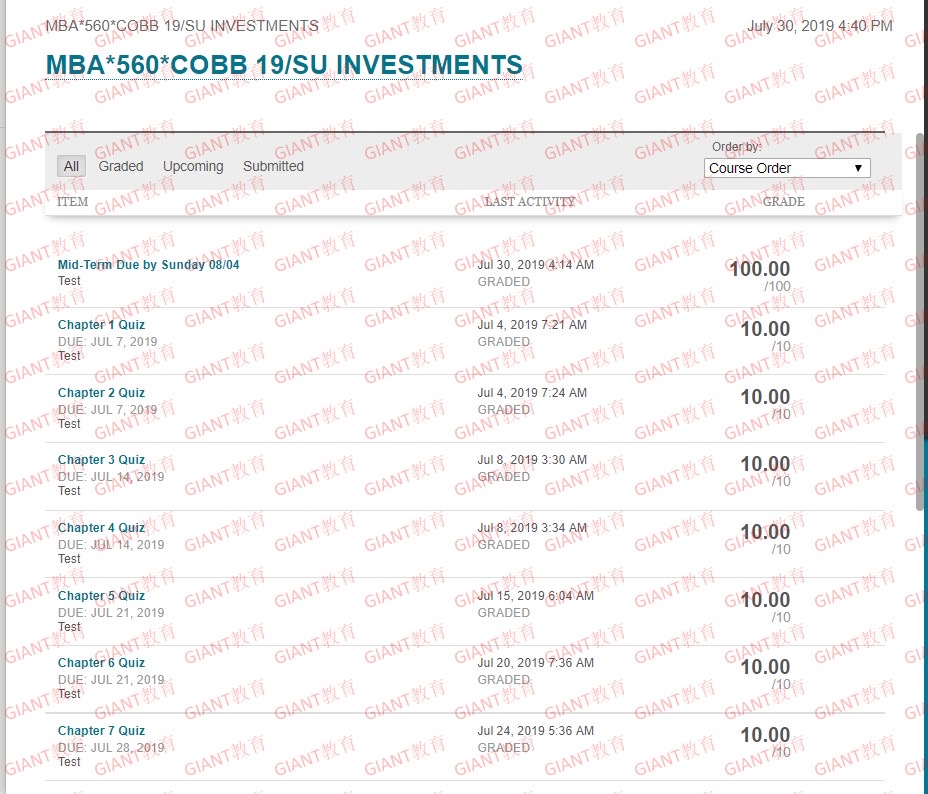 MBA*560*COBB 19/SU INVESTMENTS July 30, 2019 4:40 PM
MBA*560*COBB 19/SU INVESTMENTS
Order by:
All Graded Upcoming Submitted Course Order ▼
ITEM LAST ACTIVITY GRADE
Mid-Term Due by Sunday 08/04 Jul 30, 2019 4:14 AM 100.00
Test GRADED /100
Chapter 1 Quiz Jul 4, 2019 7:21 AM 10.00
DUE: JUL 7, 2019 GRADED /10
Test
Chapter 2 Quiz Jul 4, 2019 7:24 AM 10.00
DUE: JUL 7, 2019 GRADED /10
Test
Chapter 3 Quiz Jul 8, 2019 3:30 AM 10.00
DUE: JUL 14, 2019 GRADED /10
Test
Chapter 4 Quiz Jul 8, 2019 3:34 AM 10.00
DUE: JUL 14, 2019 GRADED /10
Test
Chapter 5 Quiz Jul 15, 2019 6:04 AM 10.00
DUE: JUL 21, 2019 GRADED /10
Test
Chapter 6 Quiz Jul 20, 2019 7:36 AM 10.00
DUE: JUL 21, 2019 GRADED /10
Test
Chapter 7 Quiz Jul 24, 2019 5:36 AM 10.00
DUE: JUL 28, 2019 GRADED /10
Test
GIANT教育